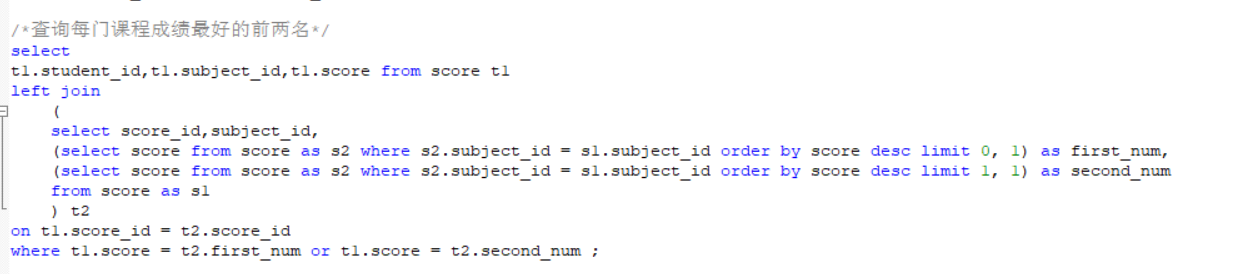 /*查询每门课程成绩最好的前两名*/
select
t1.student_id,t1.subject_id,t1.score from score t1
left join
(
select score_id,subject_id,
(select score from score as s2 where s2.subject_id = s1.subject_id order by score desc limit 0, 1) as first_num,
(select score from score as s2 where s2.subject_id = s1.subject_id order by score desc limit 1, 1) as second_num
from score as s1
) t2
on t1.score_id = t2.score_id
where t1.score = t2.first_num or t1.score = t2.second_num ;